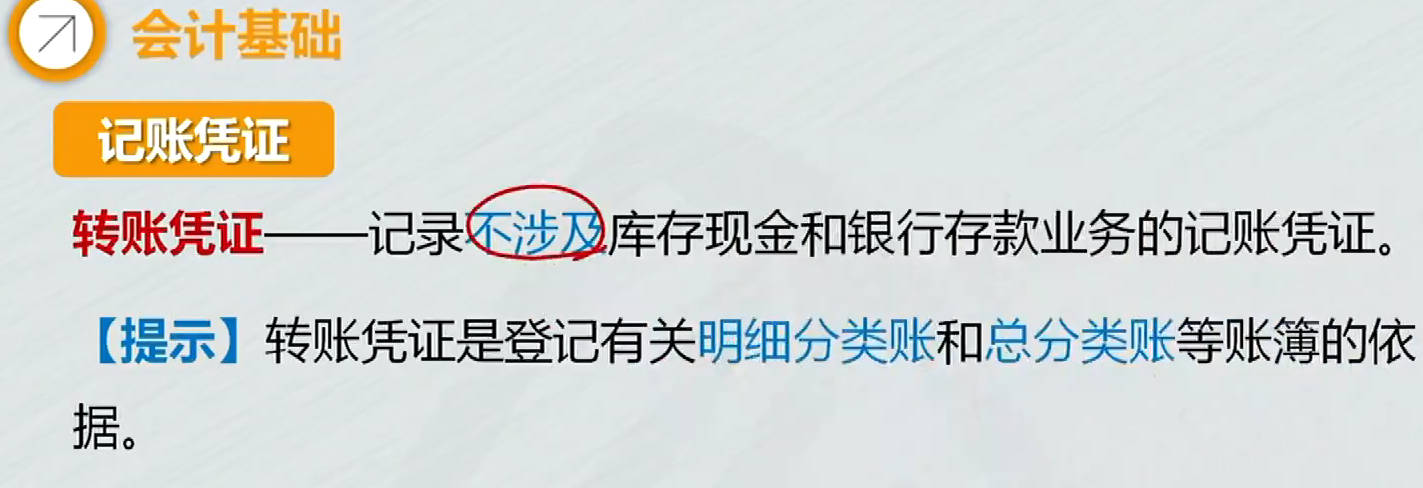 会计基础
记账凭证
转账凭证——记录不涉及库存现金和银行存款业务的记账凭证。
【提示】转账凭证是登记有关明细分类账和总分类账等账簿的依
据。